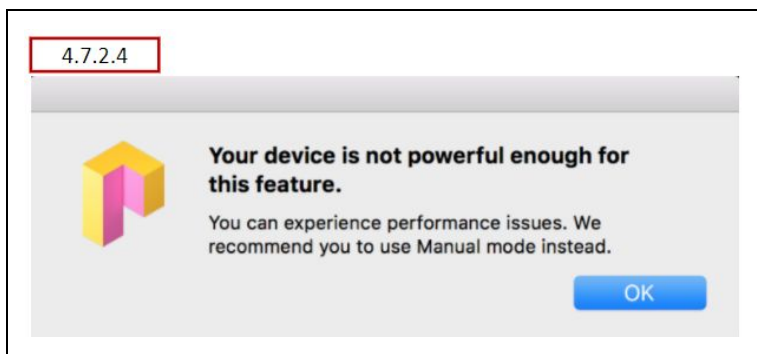 4.7.2.4
Your device is not powerful enough for
this feature.
You can experience performance issues. We
recommend you to use Manual mode instead.
OK